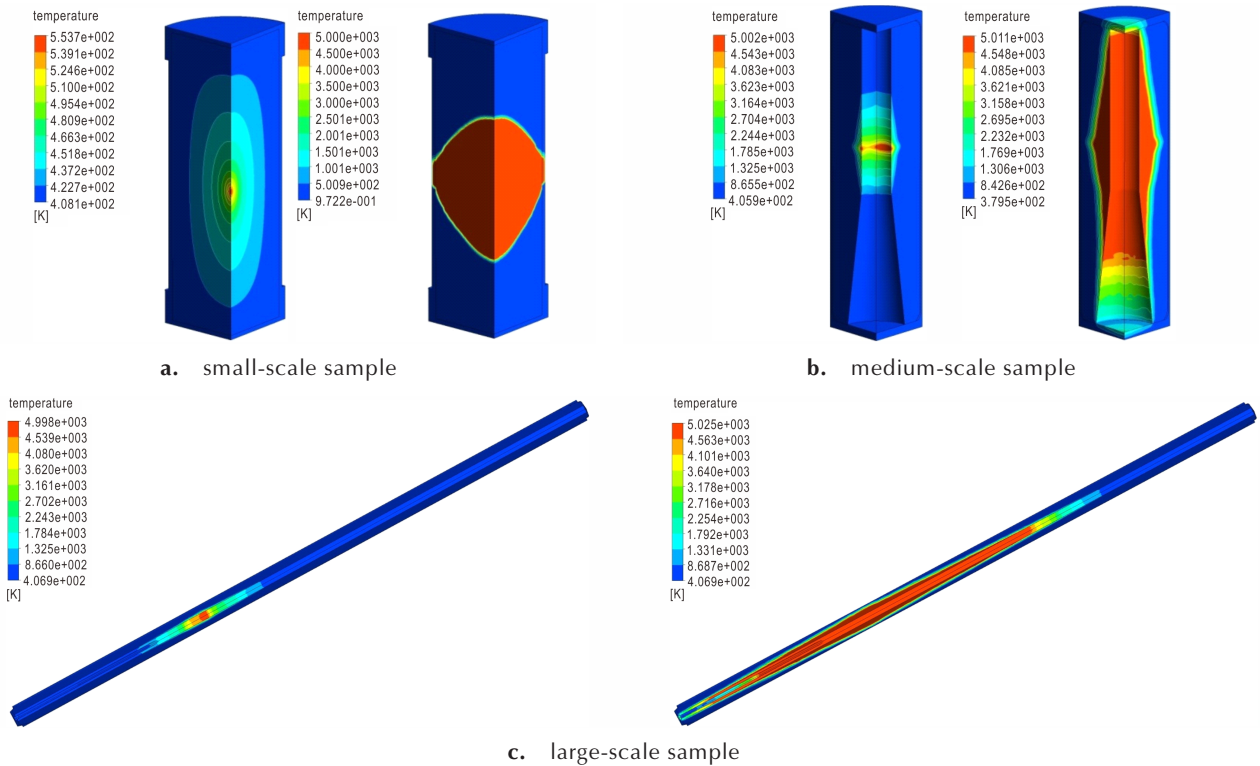 temperature
5.537e+002
5.391e+002
5.246e+002
5.100e+002
4.954e+002
4.809e+002
4.663e+002
4.518e+002
4.372e+002
4.227e+002
4.081e+002
[K]
temperature
5.000e+003
4.500e+003
4.000e+003
3.500e+003
3.000e+003
2.501e+003
2.001e+003
1.501e+003
1.001e+003
5.009e+002
9.722e-001
[K]
a. small-scale sample
temperature
5.002e+003
4.543e+003
4.083e+003
3.623e+003
3.164e+003
2.704e+003
2.244e+003
1.785e+003
1.325e+003
8.655e+002
4.059e+002
[K]
temperature
5.011e+003
4.548e+003
4.085e+003
3.621e+003
3.158e+003
2.695e+003
2.232e+003
1.769e+003
1.306e+003
8.426e+002
3.795e+002
[K]
b. medium-scale sample
temperature
4.998e+003
4.539e+003
4.080e+003
3.620e+003
3.161e+003
2.702e+003
2.243e+003
1.784e+003
1.325e+003
8.660e+002
4.069e+002
[K]
temperature
5.025e+003
4.563e+003
4.101e+003
3.640e+003
3.178e+003
2.716e+003
2.254e+003
1.792e+003
1.331e+003
8.687e+002
4.069e+002
[K]
c. large-scale sample